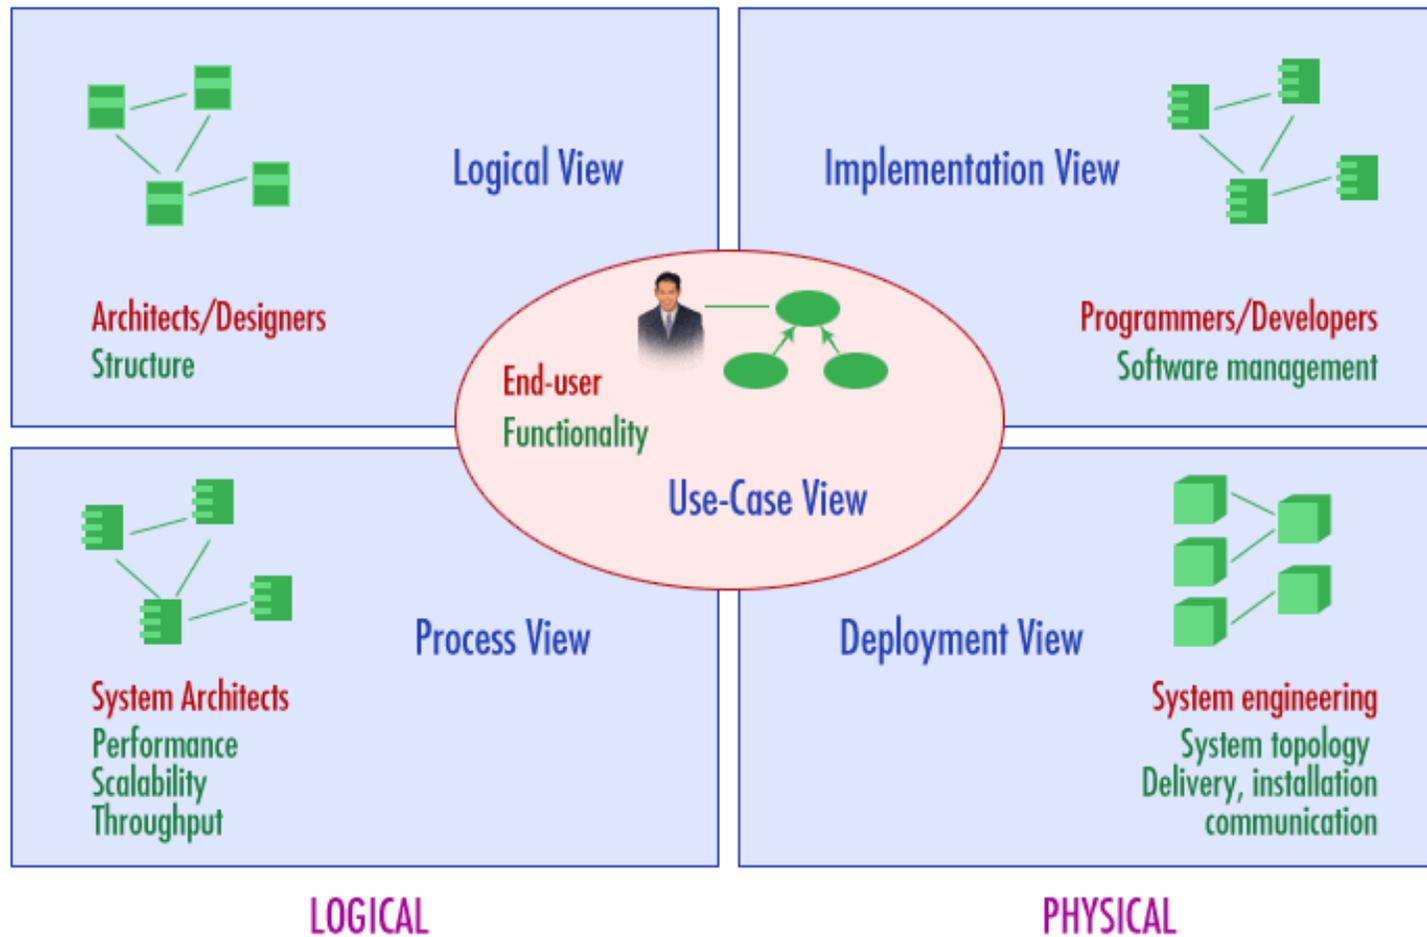 Logical View
Architects/Designers
Structure
Implementation View
Programmers/Developers
Software management
End-user
Functionality
Use-Case View
Process View
System Architects
Performance
Scalability
Throughput
Deployment View
System engineering
System topology
Delivery, installation
communication
LOGICAL
PHYSICAL